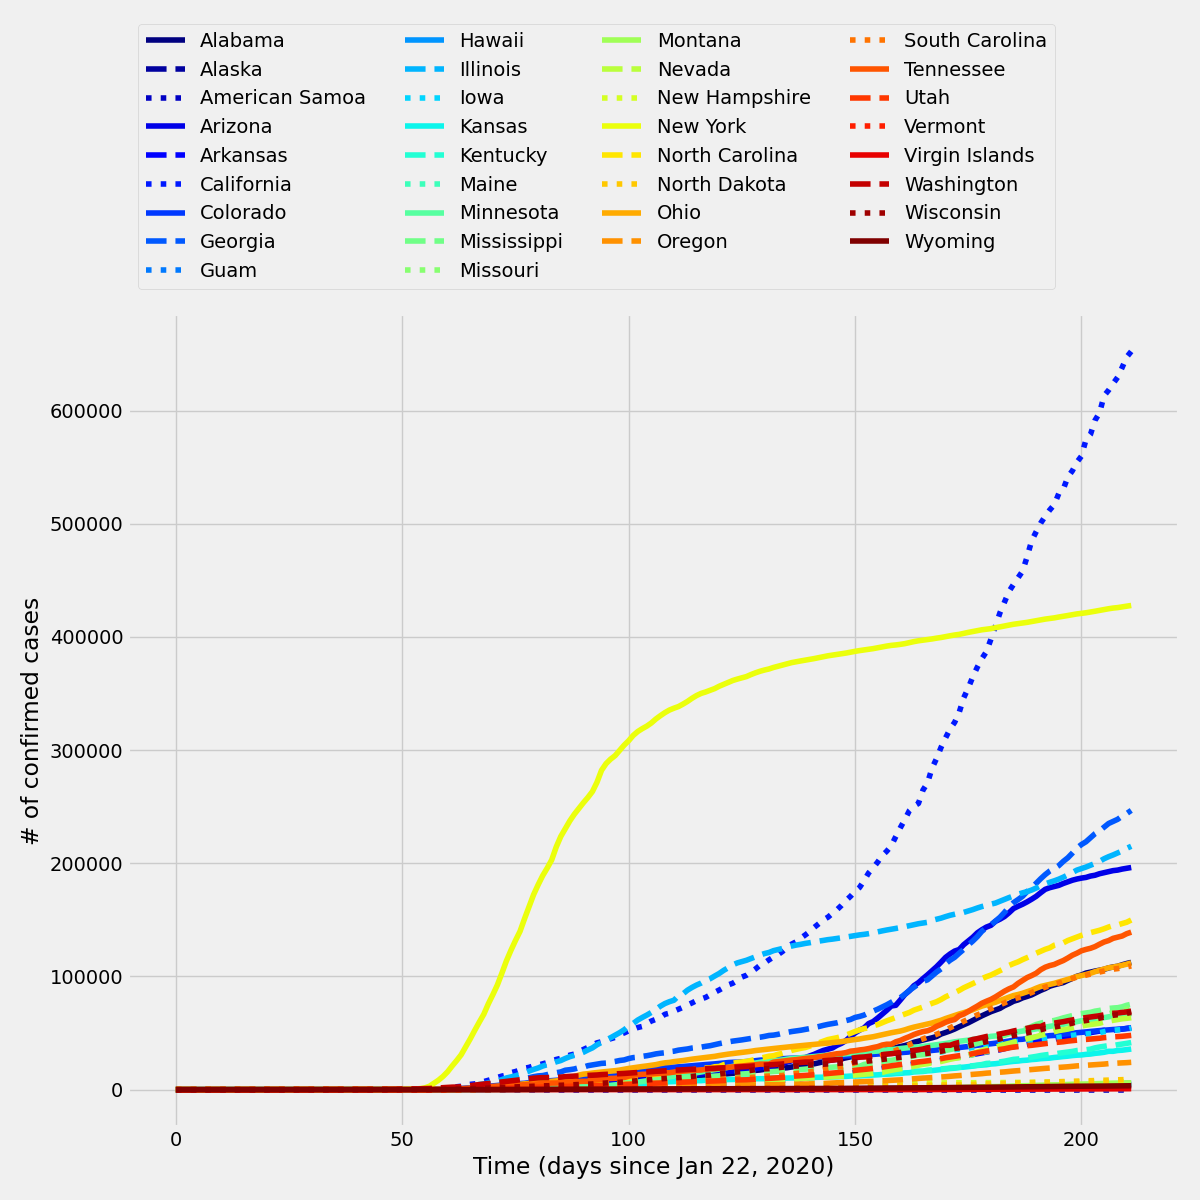 Alabama
Alaska
American Samoa
Arizona
Arkansas
California
Colorado
Georgia
Guam
Hawaii
Illinois
Iowa
Kansas
Kentucky
Maine
Minnesota
Mississippi
Missouri
Montana
Nevada
New Hampshire
New York
North Carolina
North Dakota
Ohio
Oregon
South Carolina
Tennessee
Utah
Vermont
Virgin Islands
Washington
Wisconsin
Wyoming
# of confirmed cases
600000
500000
400000
300000
200000
100000
0
0 50 100 150 200
Time (days since Jan 22, 2020)